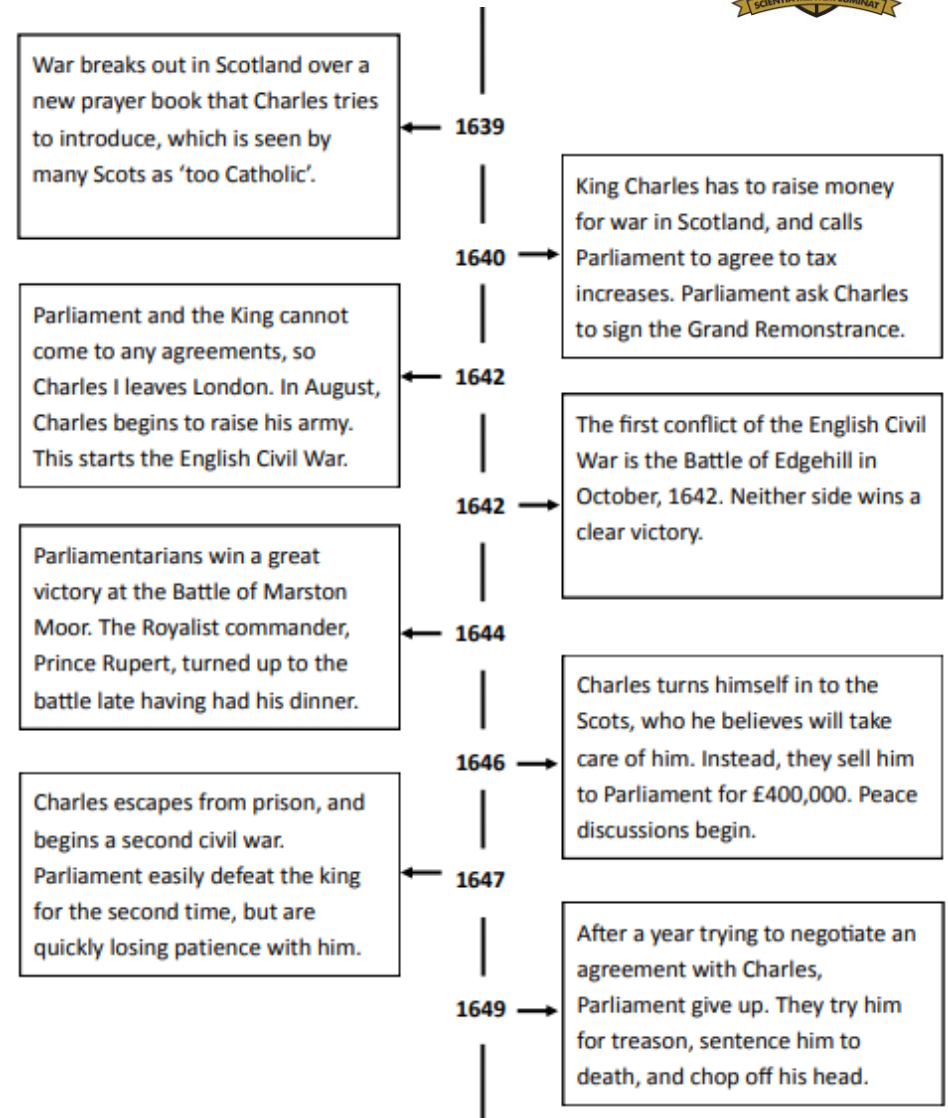 SCIENTIA
War breaks out in Scotland over a
new prayer book that Charles tries
to introduce, which is seen by
many Scots as ‘too Catholic’.
1639
King Charles has to raise money
for war in Scotland, and calls
Parliament to agree to tax
increases. Parliament ask Charles
to sign the Grand Remonstrance.
1640
Parliament and the King cannot
come to any agreements, so
Charles I leaves London. In August,
Charles begins to raise his army.
This starts the English Civil War.
1642
The first conflict of the English Civil
War is the Battle of Edgehill in
October, 1642. Neither side wins a
clear victory.
1642
Parliamentarians win a great
victory at the Battle of Marston
Moor. The Royalist commander,
Prince Rupert, turned up to the
battle late having had his dinner.
1644
Charles turns himself in to the
Scots, who he believes will take
care of him. Instead, they sell him
to Parliament for £400,000. Peace
discussions begin.
1646
Charles escapes from prison, and
begins a second civil war.
Parliament easily defeat the king
for the second time, but are
quickly losing patience with him.
1647
After a year trying to negotiate an
agreement with Charles,
Parliament give up. They try him
for treason, sentence him to
death, and chop off his head.
1649